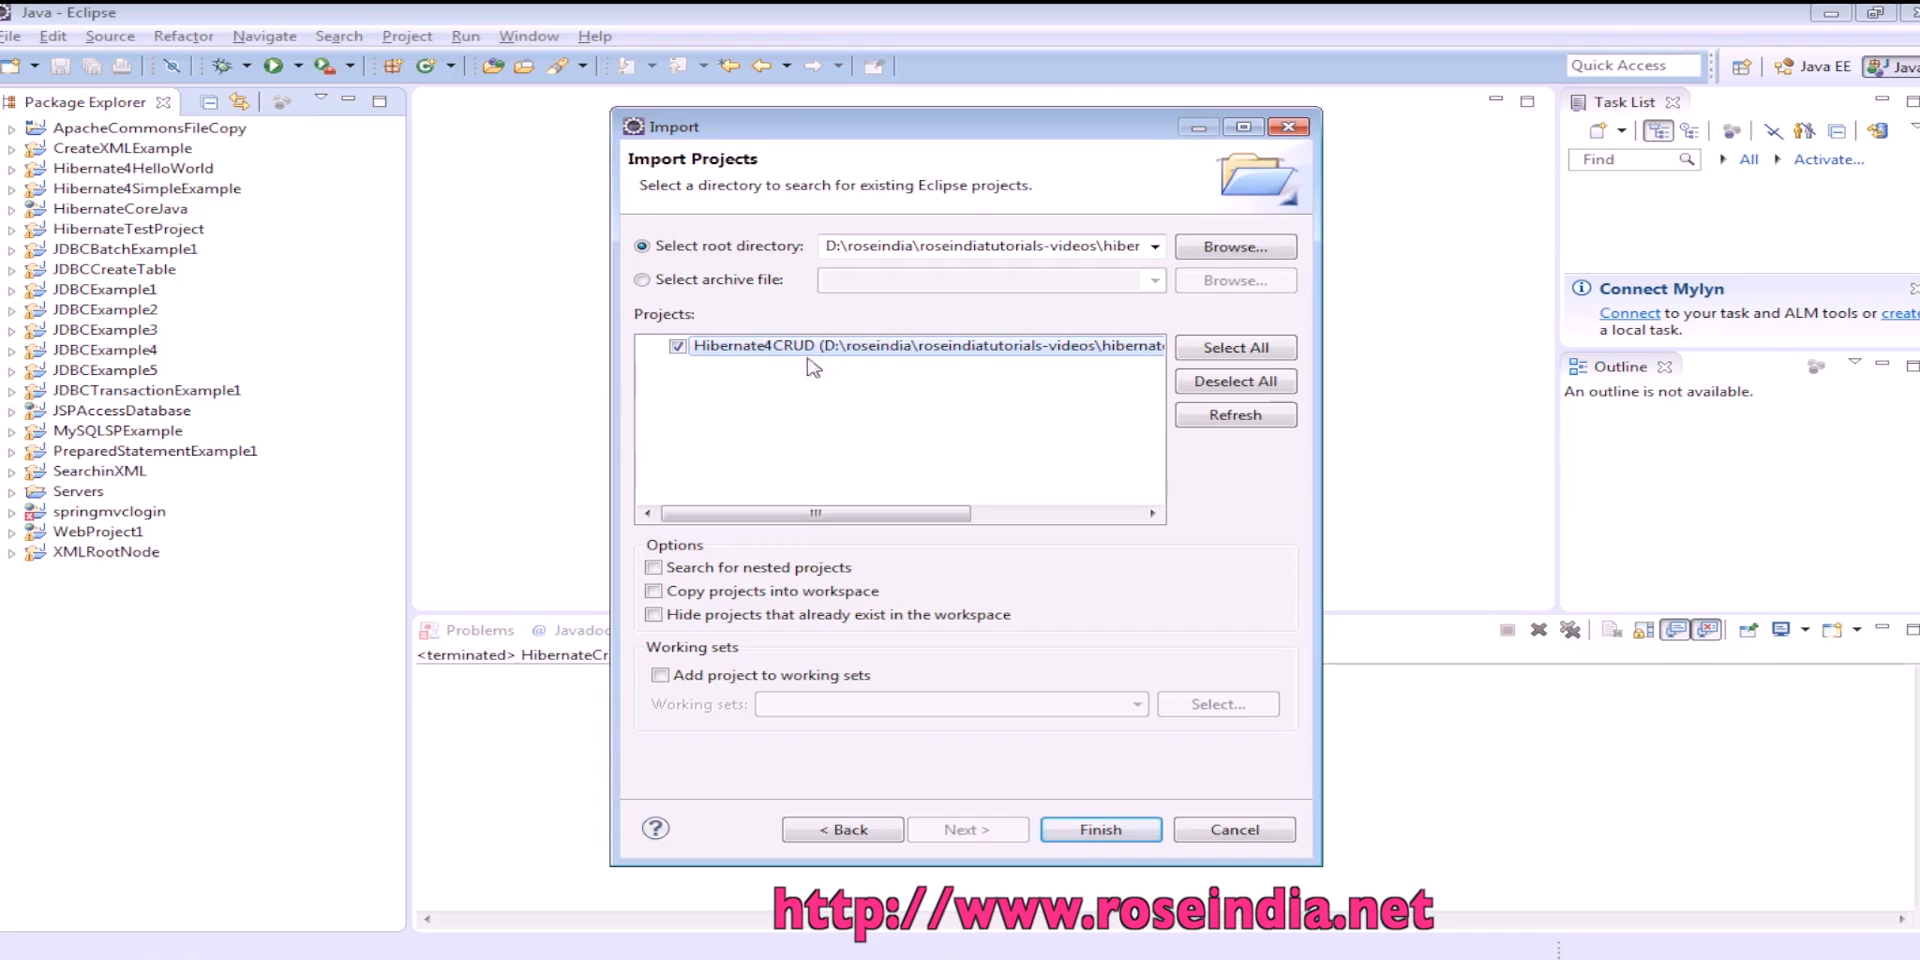 Java - Eclipse
File Edit Source Refactor Navigate Search Project Run Window Help
Quick Access
Java EE
Java
Package Explorer
ApacheCommonsFileCopy
CreateXMLExample
Hibernate4HelloWorld
Hibernate4SimpleExample
HibernateCoreJava
HibernateTestProject
JDBCBatchExample1
JDBCCreateTable
JDBCExample1
JDBCExample2
JDBCExample3
JDBCExample4
JDBCExample5
JDBCTransactionExample1
JSPAccessDatabase
MySQLSPExample
PreparedStatementExample1
SearchinXML
Servers
springmvclogin
WebProject1
XMLRootNode
Import
Import Projects
Select a directory to search for existing Eclipse projects.
Select root directory: D:\roseindia\roseindiatutorials-videos\hiber Browse...
Select archive file: Browse...
Projects:
Hibernate4CRUD (D:\roseindia\roseindiatutorials-videos\hibernate
Select All
Deselect All
Refresh
Options
Search for nested projects
Copy projects into workspace
Hide projects that already exist in the workspace
Working sets
Add project to working sets
Working sets: Select...
? < Back Next > Finish Cancel
Task List
Find All Activate...
Connect Mylyn
Connect to your task and ALM tools or create
a local task.
Outline
An outline is not available.
Problems @ Javadoc
<terminated> HibernateCr
http://www.roseindia.net